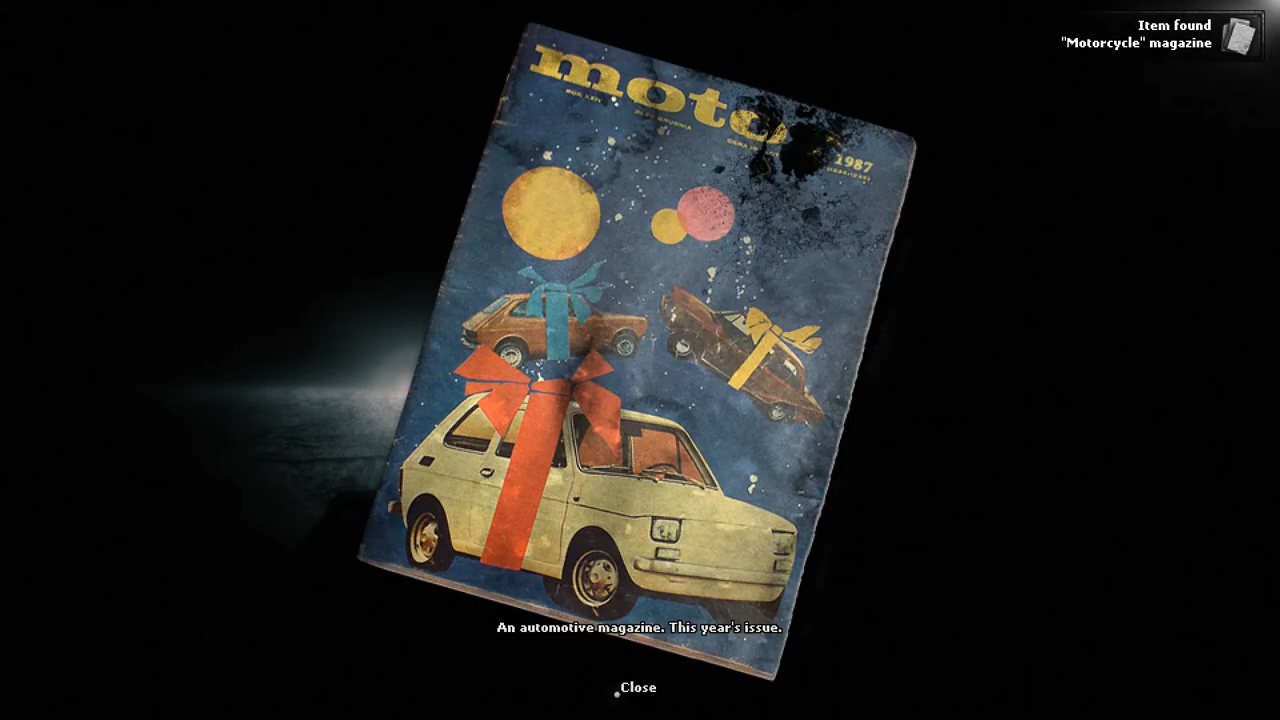 Item found
"Motorcycle" magazine
moto
1987
An automotive magazine. This year's issue.
Close